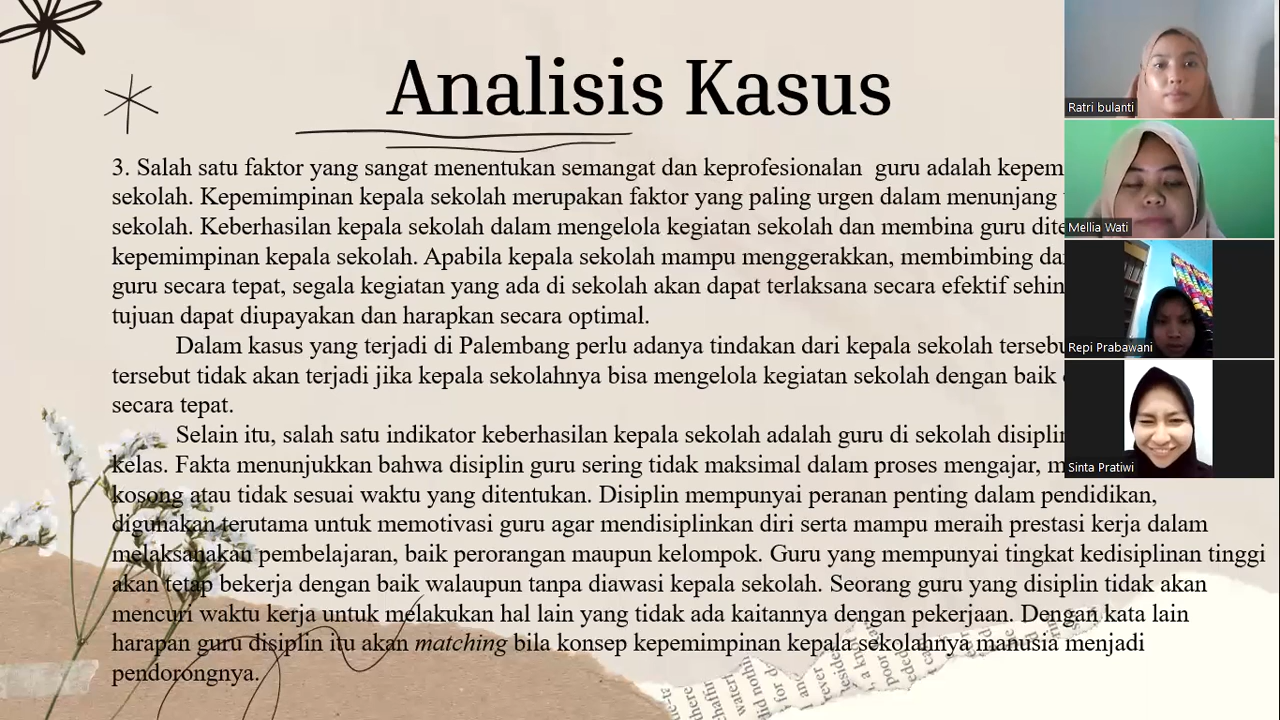 Analisis Kasus
3. Salah satu faktor yang sangat menentukan semangat dan keprofesionalan  guru adalah
sekolah. Kepemimpinan kepala sekolah merupakan faktor yang paling urgen dalam menunjang
sekolah. Keberhasilan kepala sekolah dalam mengelola kegiatan sekolah dan membina guru
kepemimpinan kepala sekolah. Apabila kepala sekolah mampu menggerakkan, membimbing
guru secara tepat, segala kegiatan yang ada di sekolah akan dapat terlaksana secara efektif
tujuan dapat diupayakan dan harapkan secara optimal.
Dalam kasus yang terjadi di Palembang perlu adanya tindakan dari kepala sekolah
tersebut tidak akan terjadi jika kepala sekolahnya bisa mengelola kegiatan sekolah dengan baik
secara tepat.
Selain itu, salah satu indikator keberhasilan kepala sekolah adalah guru di sekolah
kelas. Fakta menunjukkan bahwa disiplin guru sering tidak maksimal dalam proses mengajar,
kosong atau tidak sesuai waktu yang ditentukan. Disiplin mempunyai peranan penting dalam pendidikan,
digunakan terutama untuk memotivasi guru agar mendisiplinkan diri serta mampu meraih prestasi kerja dalam
melaksanakan pembelajaran, baik perorangan maupun kelompok. Guru yang mempunyai tingkat kedisiplinan tinggi
akan tetap bekerja dengan baik walaupun tanpa diawasi kepala sekolah. Seorang guru yang disiplin tidak akan
mencuri waktu kerja untuk melakukan hal lain yang tidak ada kaitannya dengan pekerjaan. Dengan kata lain
harapan guru disiplin itu akan matching bila konsep kepemimpinan kepala sekolahnya manusia menjadi
pendorongnya.
Ratri bulanti
Mellia Wati
Repi Prabawani
Sinta Pratiwi